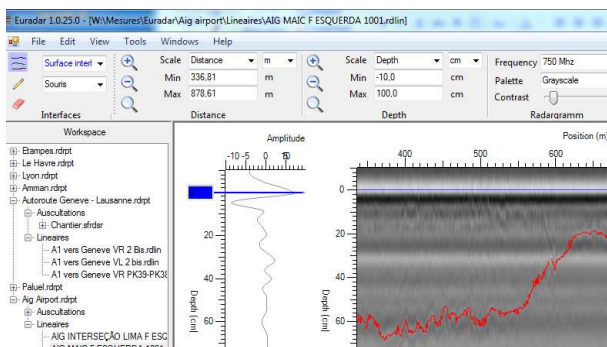 Euradar 1.0.25.0 - [W:\Mesures\Euradar\Aig airport\Lineaires\AIG MAIC F ESQUERDA 1001.rdlin]
File Edit View Tools Windows Help
Surface interl Scale Distance m Scale Depth cm Frequency 750 Mhz
Souris Min 336,81 m Min -10,0 cm Palette Grayscale
Max 878,61 m Max 100,0 cm Contrast
Interfaces Distance Depth Radargramm
Workspace Amplitude Position (m)
-10 -5 0 5 400 500 600
Etampes.rdrpt
Le Havre.rdrpt
Lyon.rdrpt
Amman.rdrpt
Autoroute Geneve - Lausanne.rdrpt
Auscultations
Chantier.sfrdsr
Lineaires
A1 vers Geneve VR 2 Bis.rdlin
A1 vers Geneve VL 2 bis.rdlin
A1 vers Geneve VR PK39-PK38
Paluel.rdrpt
Aig Airport.rdrpt
Auscultations
Lineaires
AIG INTERSEÇÃO LIMA F ESQ
AIG MAIC F ESQUERDA 1001
0
20 20
40 40
60 60
Depth [cm] Depth [cm]